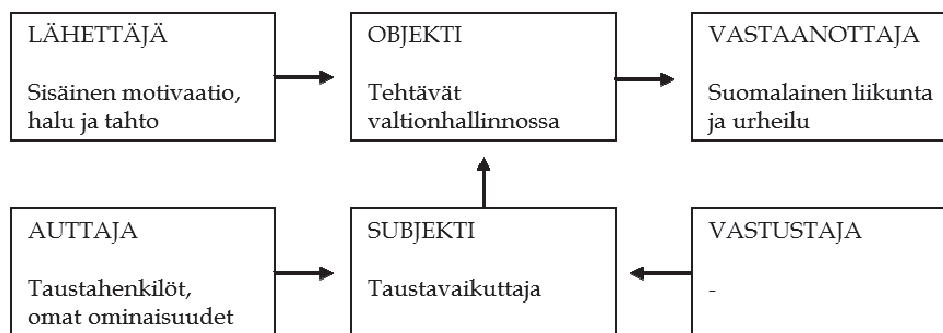 LÄHETTÄJÄ
Sisäinen motivaatio,
halu ja tahto
OBJEKTI
Tehtävät
valtionhallinnossa
VASTAANOTTAJA
Suomalainen liikunta
ja urheilu
AUTTAJA
Taustahenkilöt,
omat ominaisuudet
SUBJEKTI
Taustavaikuttaja
VASTUSTAJA
-